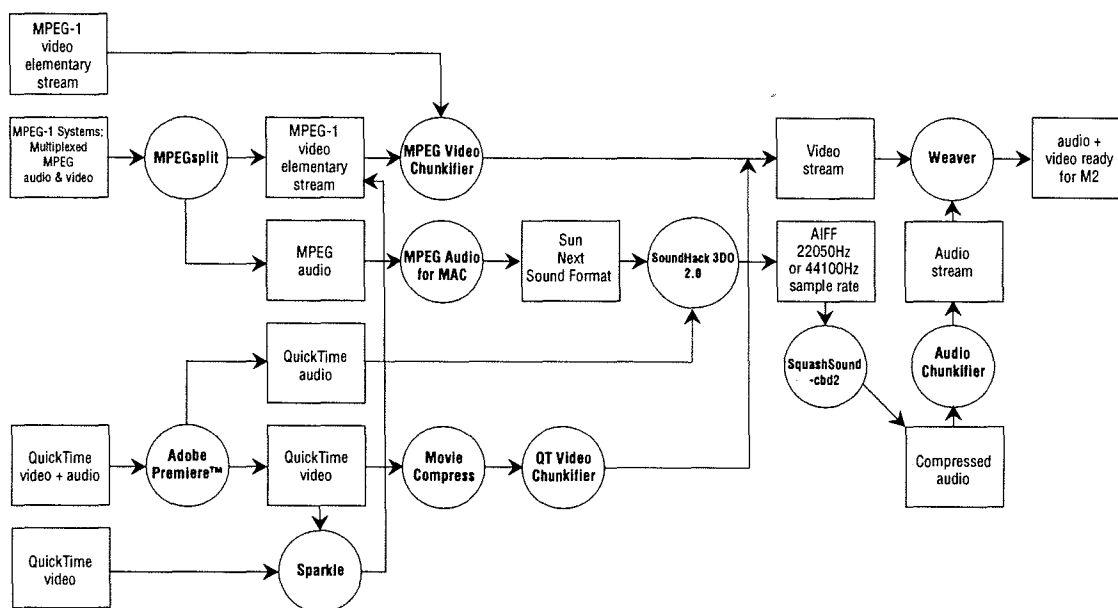 MPEG-1
video
elementary
stream
MPEG-1 Systems:
Multiplexed
MPEG
audio & video
MPEGsplit
MPEG-1
video
elementary
stream
MPEG Video
Chunkifier
Video
stream
Weaver
audio +
video ready
for M2
MPEG
audio
MPEG Audio
for MAC
Sun
Next
Sound Format
SoundHack 3DO
2.0
AIFF
22050Hz
or 44100Hz
sample rate
Audio
stream
QuickTime
audio
SquashSound
-cbd2
Audio
Chunkifier
QuickTime
video + audio
Adobe
Premiere™
QuickTime
video
Movie
Compress
QT Video
Chunkifier
Compressed
audio
QuickTime
video
Sparkle